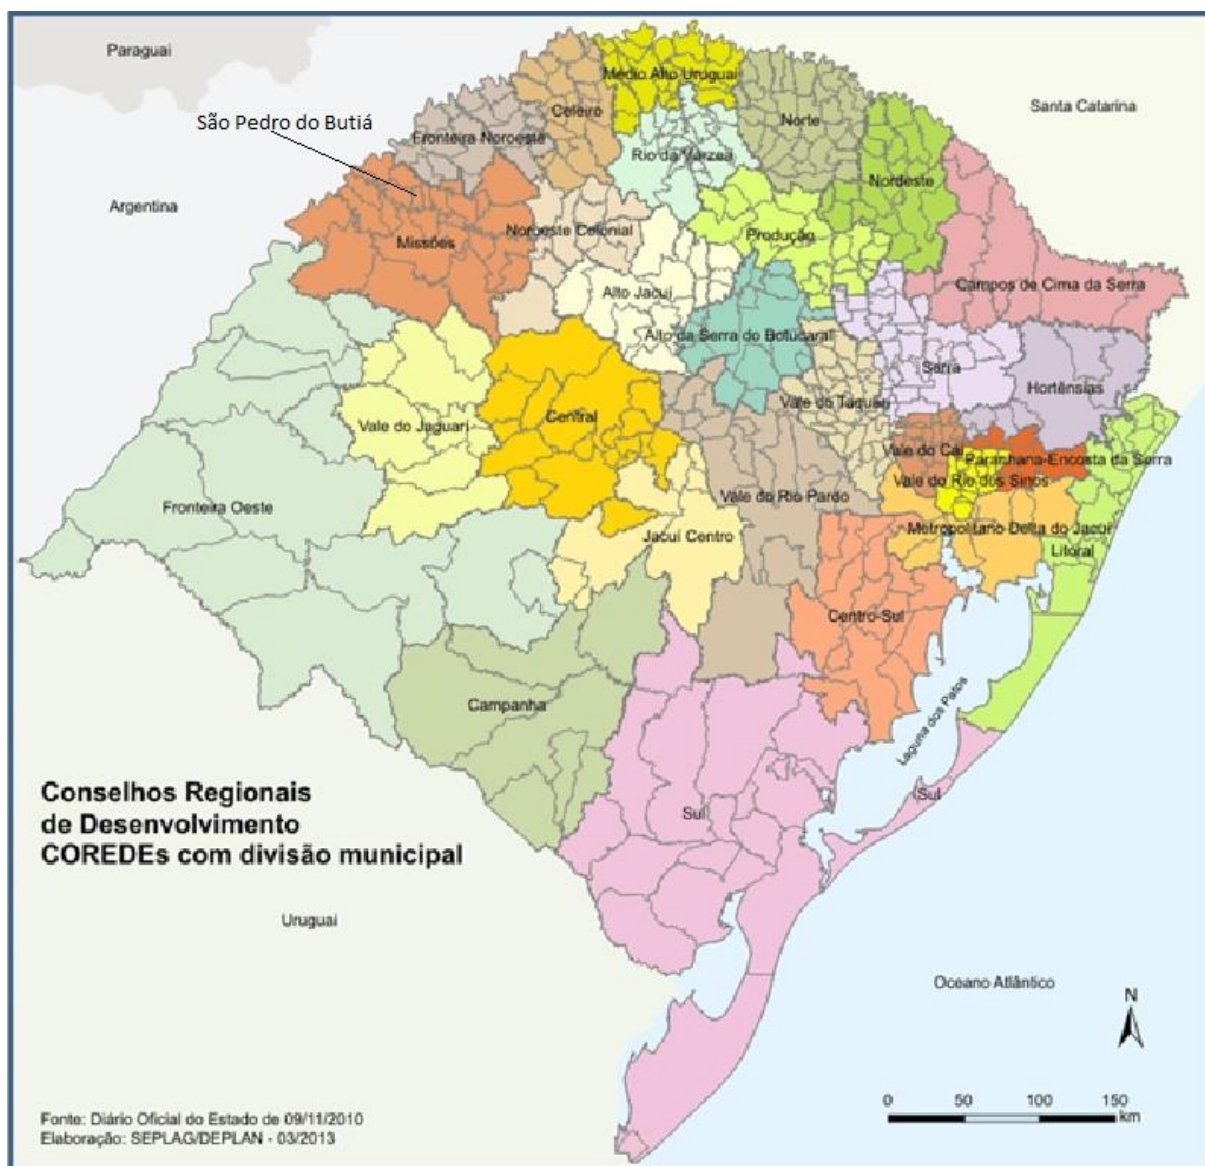 Paraguai
Médio Alto Uruguai
Santa Catarina
Celeiro
Norte
São Pedro do Butiá
Fronteira Noroeste
Rio da Várzea
Nordeste
Argentina
Noroeste Colonial
Produção
Missões
Campos de Cima da Serra
Alto Jacuí
Alto da Serra do Botucaraí
Serra
Hortênsias
Vale do Taquari
Central
Vale do Jaguari
Vale do Caí
Paranhana-Encosta da Serra
Vale do Rio dos Sinos
Vale do Rio Pardo
Fronteira Oeste
Metropolitano Delta do Jacuí
Jacuí Centro
Litoral
Centro-Sul
Campanha
Laguna dos Patos
Conselhos Regionais
de Desenvolvimento
COREDEs com divisão municipal
Sul
Sul
Uruguai
Oceano Atlântico
N
0 50 100 150
km
Fonte: Diário Oficial do Estado de 09/11/2010
Elaboração: SEPLAG/DEPLAN - 03/2013